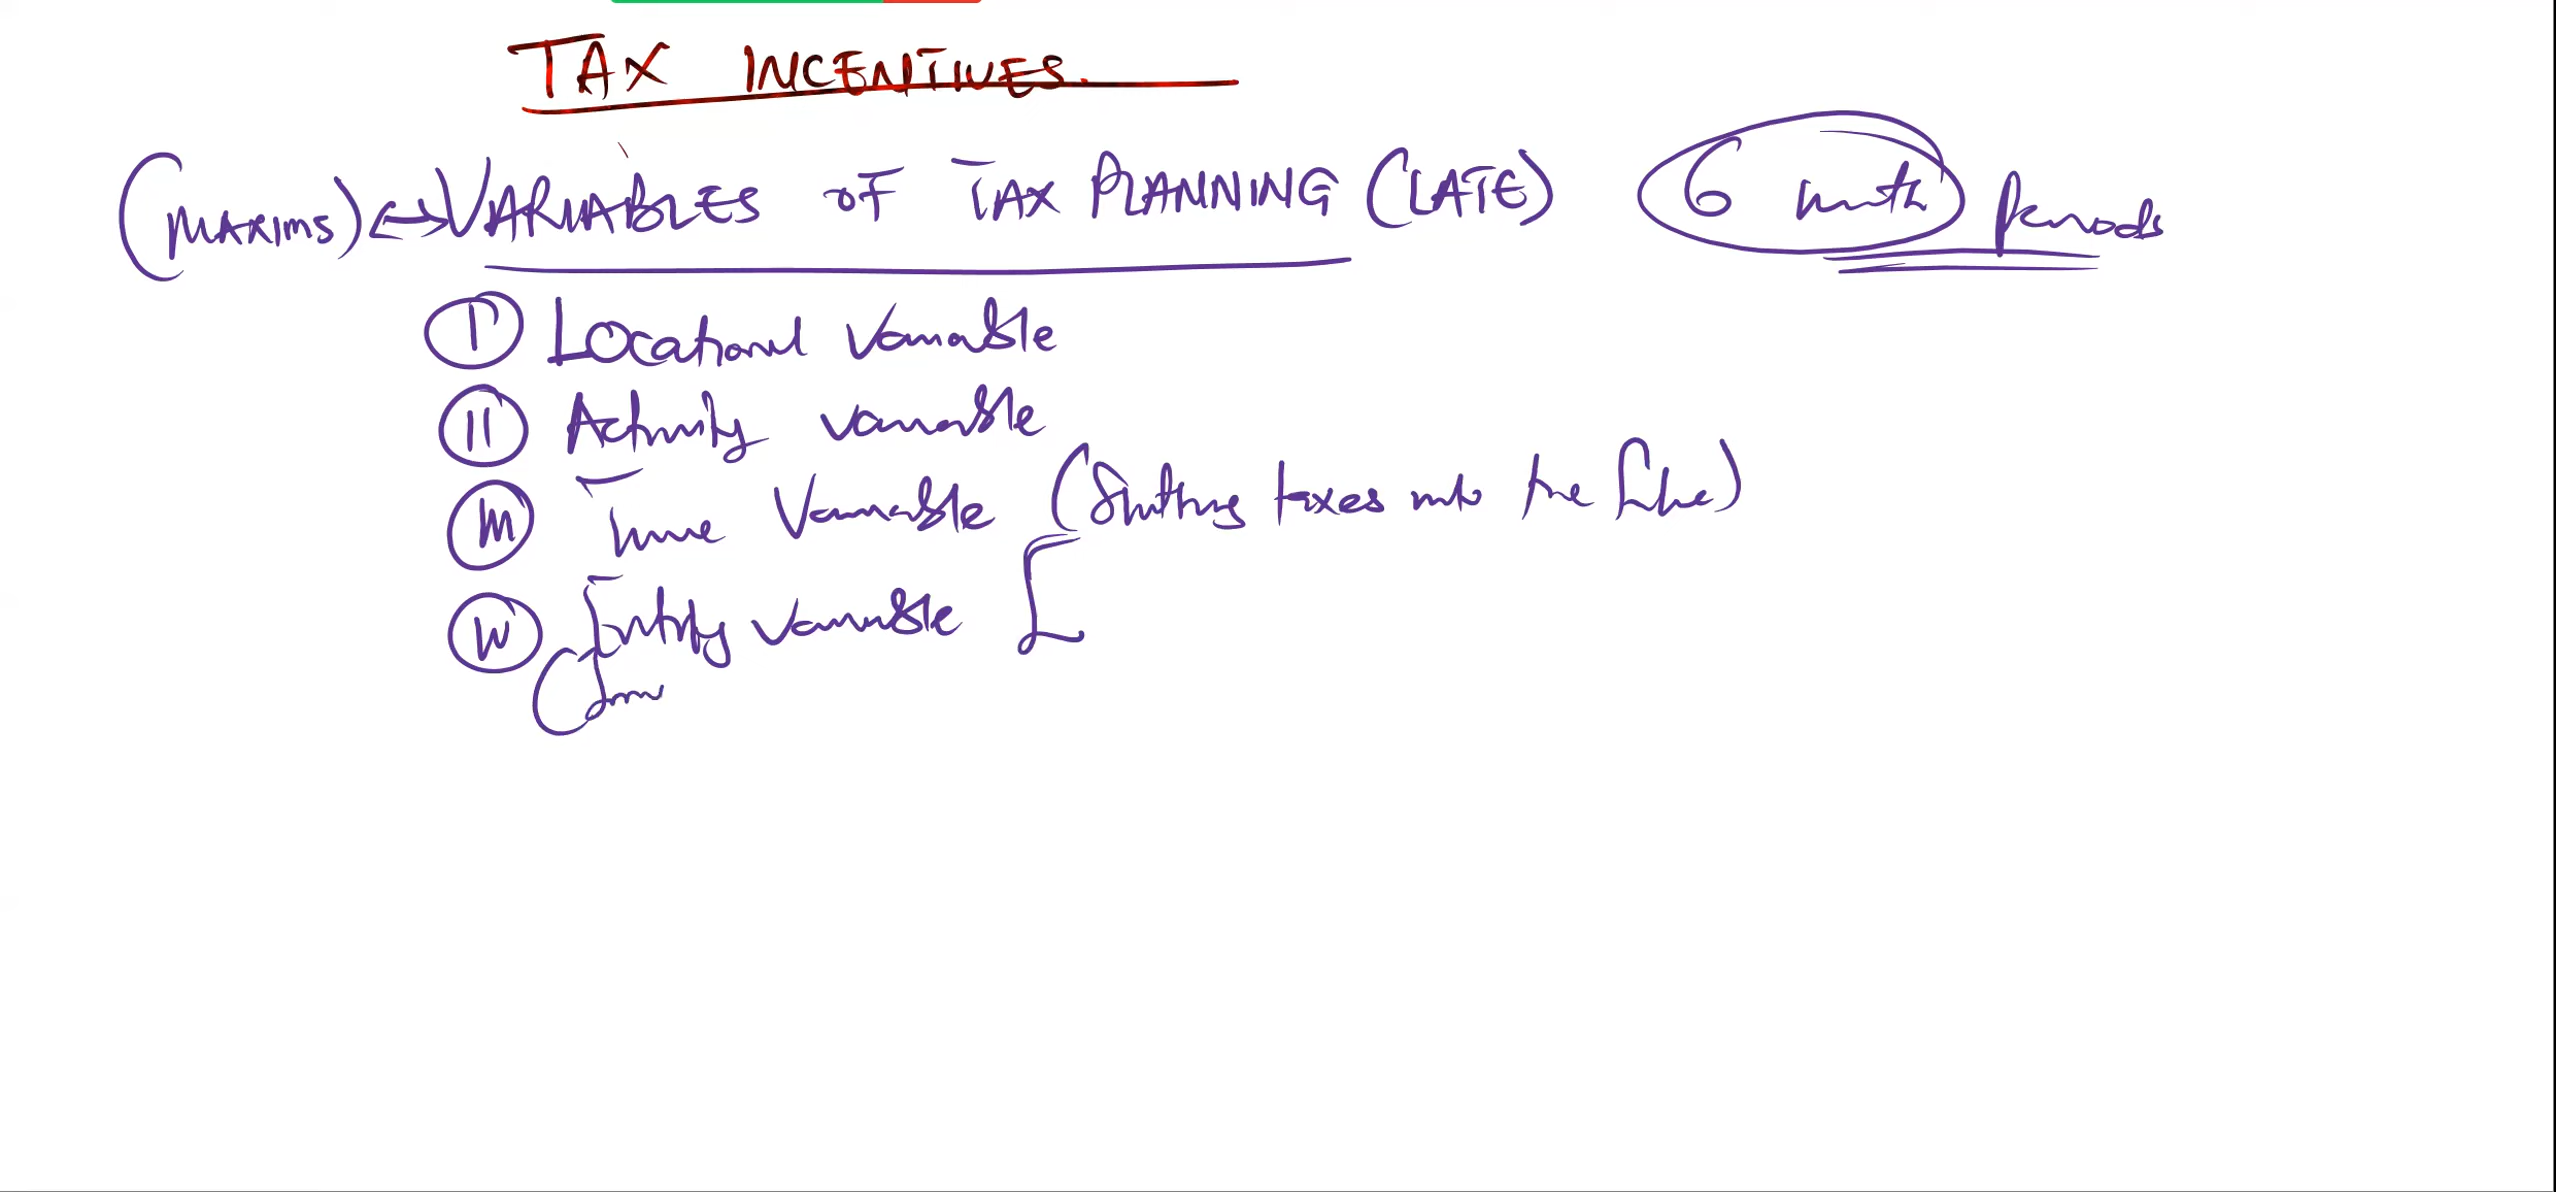 TAX INCENTIVES.
(MAXIMS) ↔ VARIABLES OF TAX PLANNING (LATE) 6 month periods
I Locational Variable
II Activity variable
III Time Variable (Shifting taxes into the future)
IV Entity variable [
(